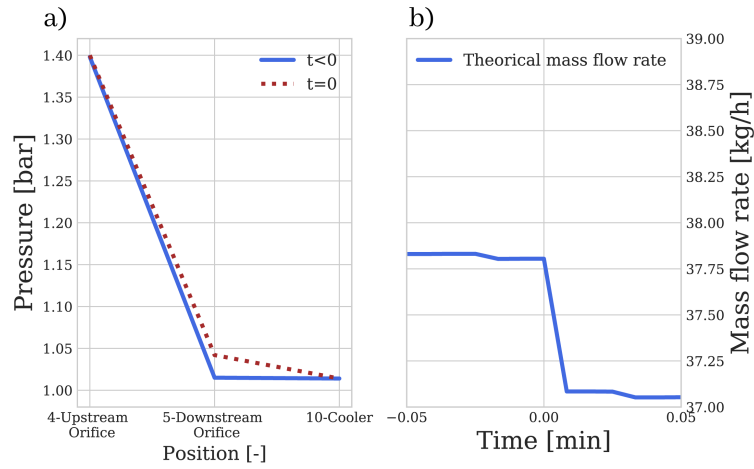 a)
1.40
1.35
1.30
1.25
1.20
1.15
1.10
1.05
1.00
Pressure [bar]
t<0
t=0
4-Upstream
Orifice
5-Downstream
Orifice
10-Cooler
Position [-]
b)
Theorical mass flow rate
39.00
38.75
38.50
38.25
38.00
37.75
37.50
37.25
37.00
Mass flow rate [kg/h]
−0.05
0.00
0.05
Time [min]